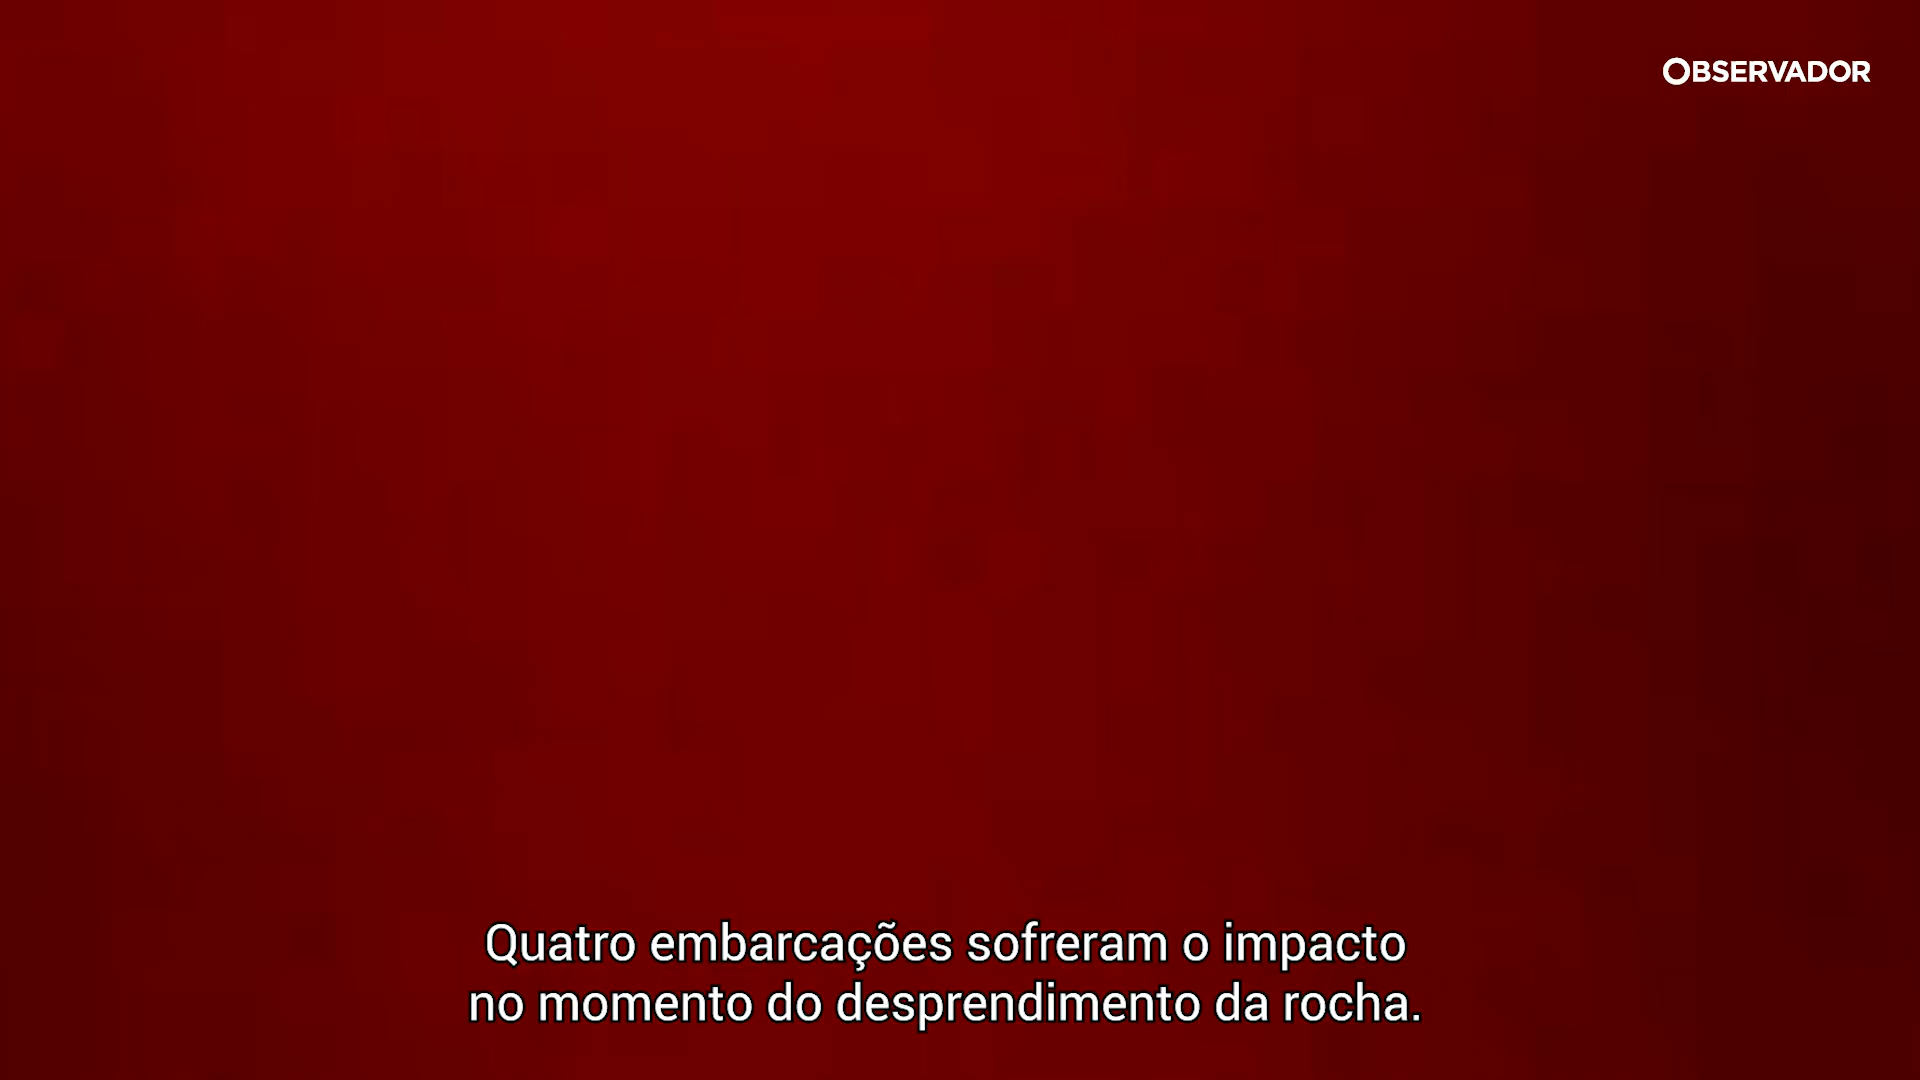 OBSERVADOR
Quatro embarcações sofreram o impacto
no momento do desprendimento da rocha.